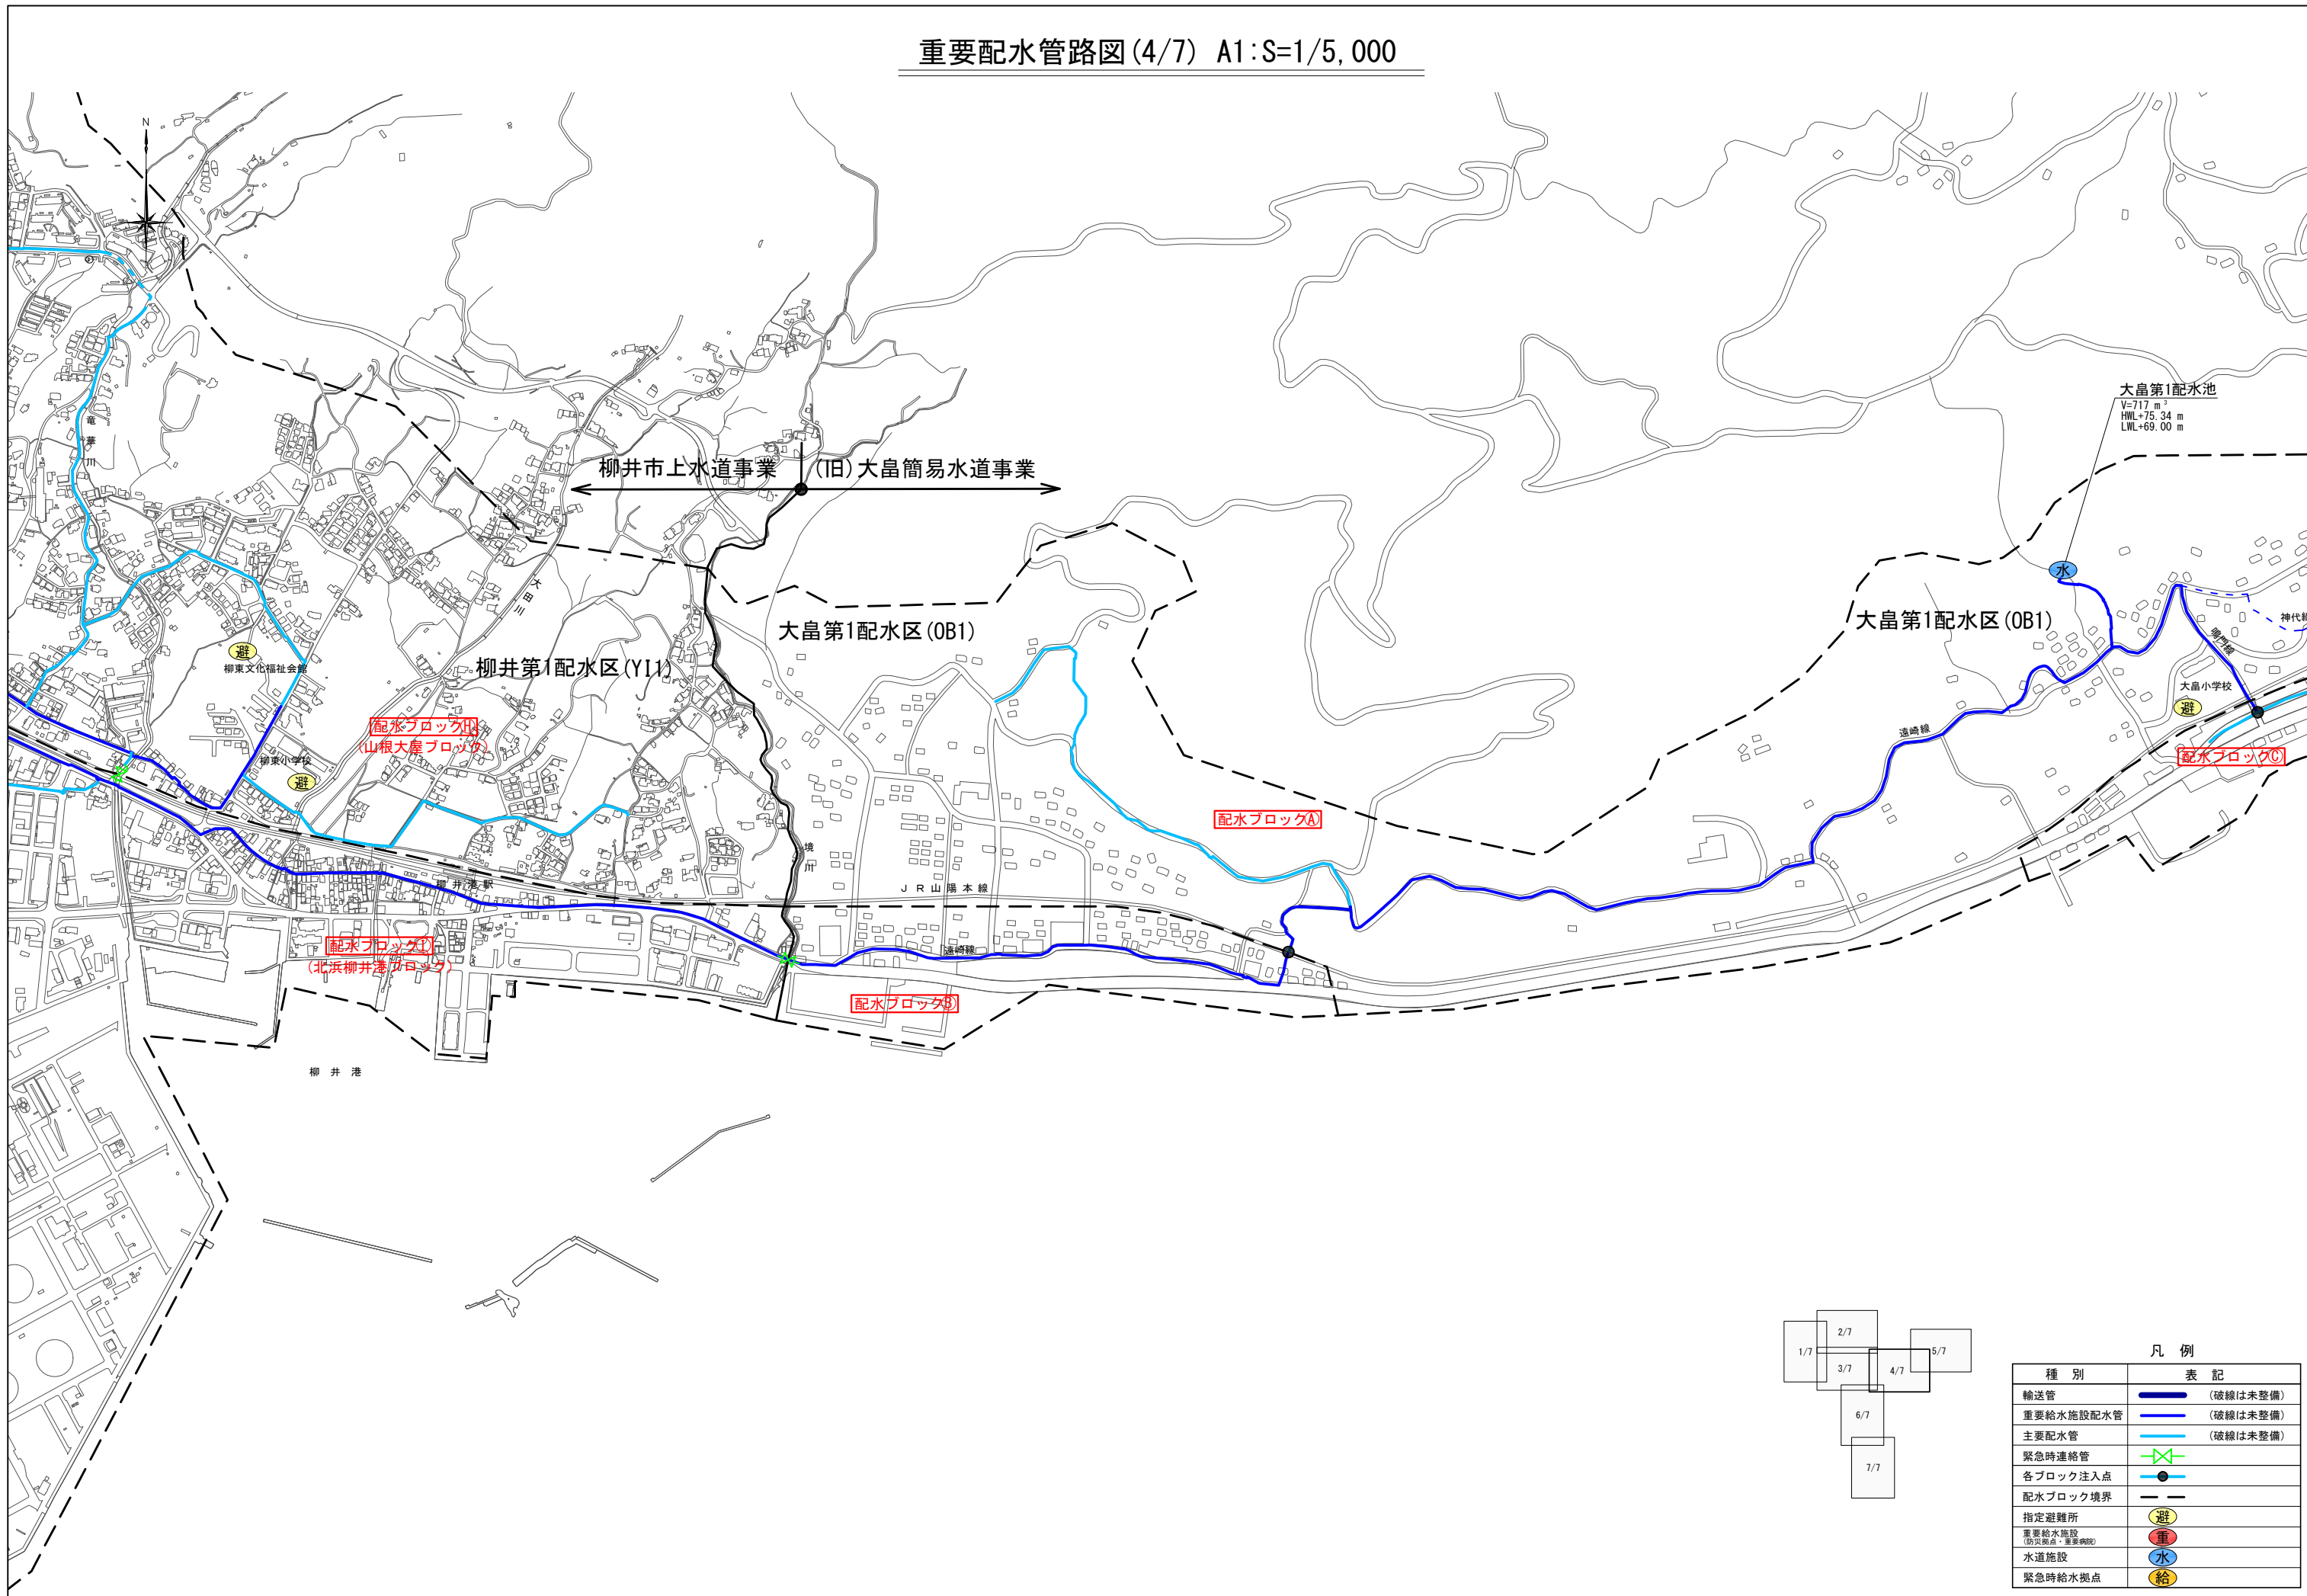 重要配水管路図(4/7) A1:S=1/5,000
N
竜華川
柳井市上水道事業
(旧)大畠簡易水道事業
大畠第1配水池
V=717 m³
HWL+75.34 m
LWL+69.00 m
水
大田川
大畠第1配水区(OB1)
大畠第1配水区(OB1)
神代線
鳴門線
避
柳東文化福祉会館
柳井第1配水区(YI1)
大畠小学校
避
配水ブロックⒽ
(山根大屋ブロック)
遠崎線
配水ブロックⒸ
柳東小学校
避
配水ブロックⒶ
境川
柳井港駅
JR山陽本線
配水ブロックⒾ
(北浜柳井港ブロック)
遠崎線
配水ブロックⒷ
柳井港
2/7
1/7
5/7
3/7
4/7
6/7
7/7
凡 例
種 別 表 記
輸送管 (破線は未整備)
重要給水施設配水管 (破線は未整備)
主要配水管 (破線は未整備)
緊急時連絡管
各ブロック注入点
配水ブロック境界
指定避難所 避
重要給水施設 重
(防災拠点・重要病院)
水道施設 水
緊急時給水拠点 給